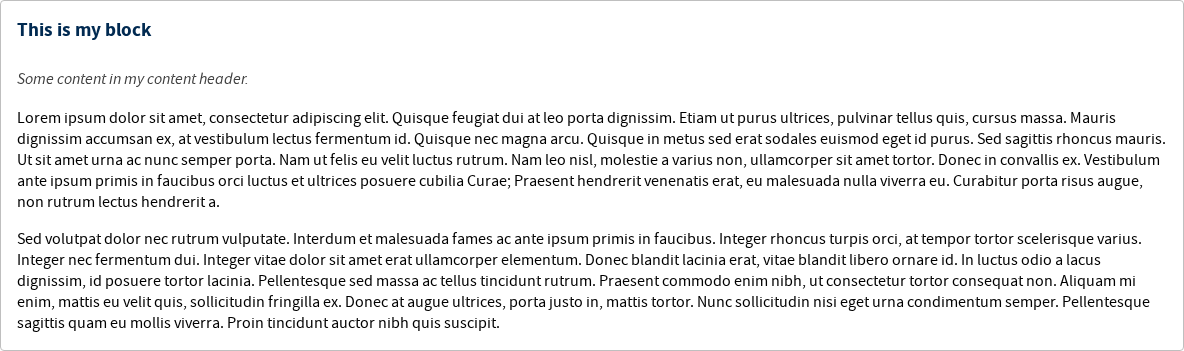 This is my block
Some content in my content header.
Lorem ipsum dolor sit amet, consectetur adipiscing elit. Quisque feugiat dui at leo porta dignissim. Etiam ut purus ultrices, pulvinar tellus quis, cursus massa. Mauris
dignissim accumsan ex, at vestibulum lectus fermentum id. Quisque nec magna arcu. Quisque in metus sed erat sodales euismod eget id purus. Sed sagittis rhoncus mauris.
Ut sit amet urna ac nunc semper porta. Nam ut felis eu velit luctus rutrum. Nam leo nisl, molestie a varius non, ullamcorper sit amet tortor. Donec in convallis ex. Vestibulum
ante ipsum primis in faucibus orci luctus et ultrices posuere cubilia Curae; Praesent hendrerit venenatis erat, eu malesuada nulla viverra eu. Curabitur porta risus augue,
non rutrum lectus hendrerit a.
Sed volutpat dolor nec rutrum vulputate. Interdum et malesuada fames ac ante ipsum primis in faucibus. Integer rhoncus turpis orci, at tempor tortor scelerisque varius.
Integer nec fermentum dui. Integer vitae dolor sit amet erat ullamcorper elementum. Donec blandit lacinia erat, vitae blandit libero ornare id. In luctus odio a lacus
dignissim, id posuere tortor lacinia. Pellentesque sed massa ac tellus tincidunt rutrum. Praesent commodo enim nibh, ut consectetur tortor consequat non. Aliquam mi
enim, mattis eu velit quis, sollicitudin fringilla ex. Donec at augue ultrices, porta justo in, mattis tortor. Nunc sollicitudin nisi eget urna condimentum semper. Pellentesque
sagittis quam eu mollis viverra. Proin tincidunt auctor nibh quis suscipit.